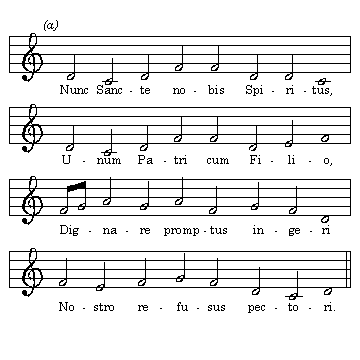 (a)
Nunc Sanc - te no - bis Spi - ri - tus,
U - num Pa - tri cum Fi - li - o,
Dig - na - re promp - tus in - ge - ri
No - stro re - fu - sus pec - to - ri.